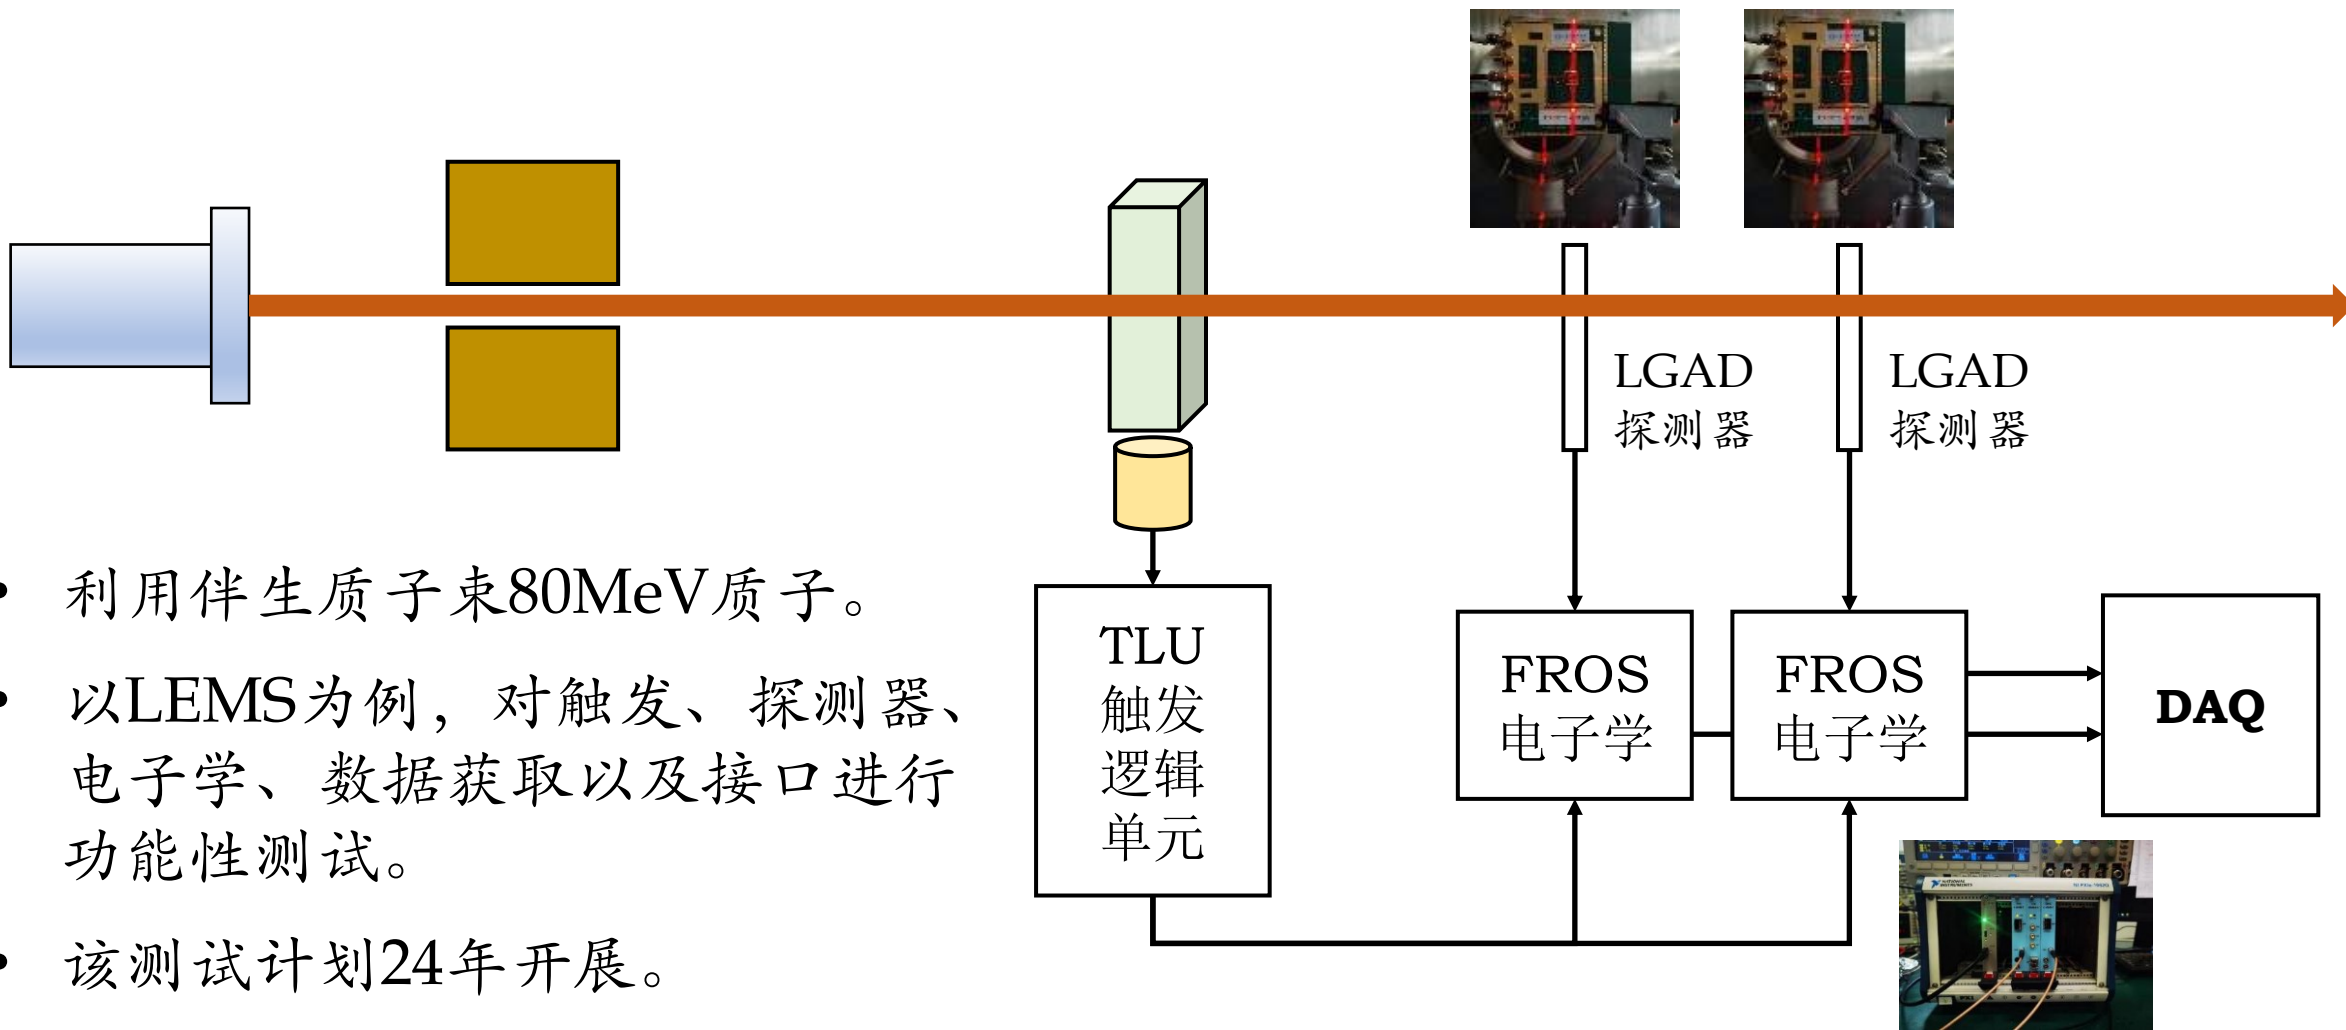 LGAD
探测器
LGAD
探测器
• 利用伴生质子束80MeV质子。
• 以LEMS为例，对触发、探测器、
电子学、数据获取以及接口进行
功能性测试。
• 该测试计划24年开展。
TLU
触发
逻辑
单元
FROS
电子学
FROS
电子学
DAQ